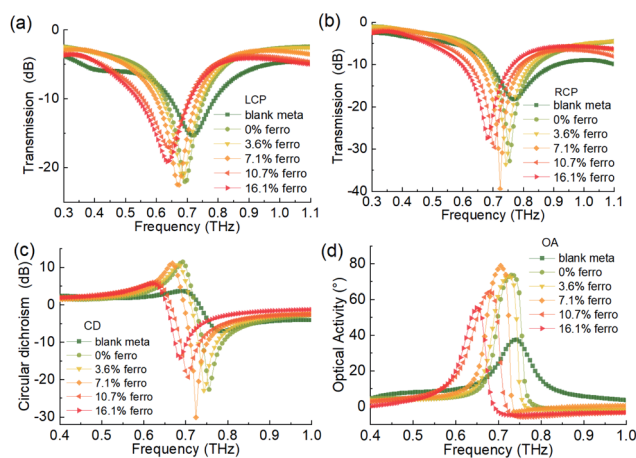 (a)
0
-10
-20
Transmission (dB)
LCP
blank meta
0% ferro
3.6% ferro
7.1% ferro
10.7% ferro
16.1% ferro
0.3 0.4 0.5 0.6 0.7 0.8 0.9 1.0 1.1
Frequency (THz)
(b)
0
-10
-20
-30
-40
Transmission (dB)
RCP
blank meta
0% ferro
3.6% ferro
7.1% ferro
10.7% ferro
16.1% ferro
0.3 0.4 0.5 0.6 0.7 0.8 0.9 1.0 1.1
Frequency (THz)
(c)
20
10
0
-10
-20
-30
Circular dichroism (dB)
CD
blank meta
0% ferro
3.6% ferro
7.1% ferro
10.7% ferro
16.1% ferro
0.4 0.5 0.6 0.7 0.8 0.9 1.0
Frequency (THz)
(d)
80
60
40
20
0
Optical Activity (°)
OA
blank meta
0% ferro
3.6% ferro
7.1% ferro
10.7% ferro
16.1% ferro
0.4 0.5 0.6 0.7 0.8 0.9 1.0
Frequency (THz)